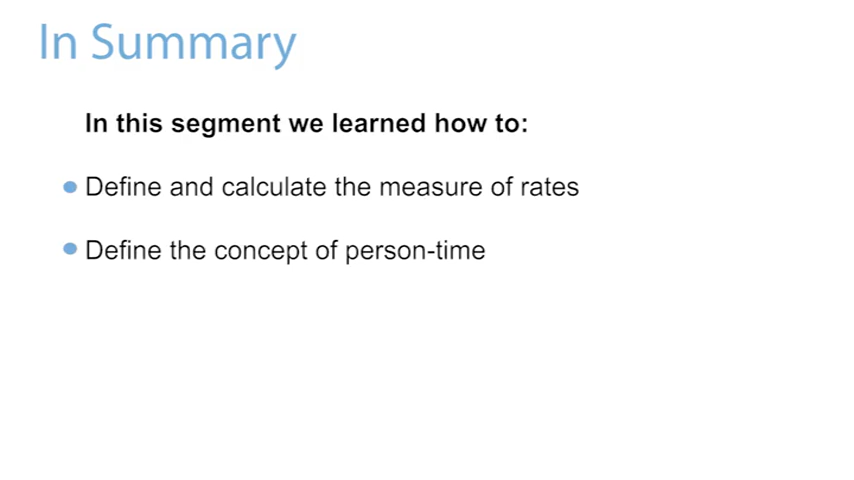 In Summary
In this segment we learned how to:
Define and calculate the measure of rates
Define the concept of person-time